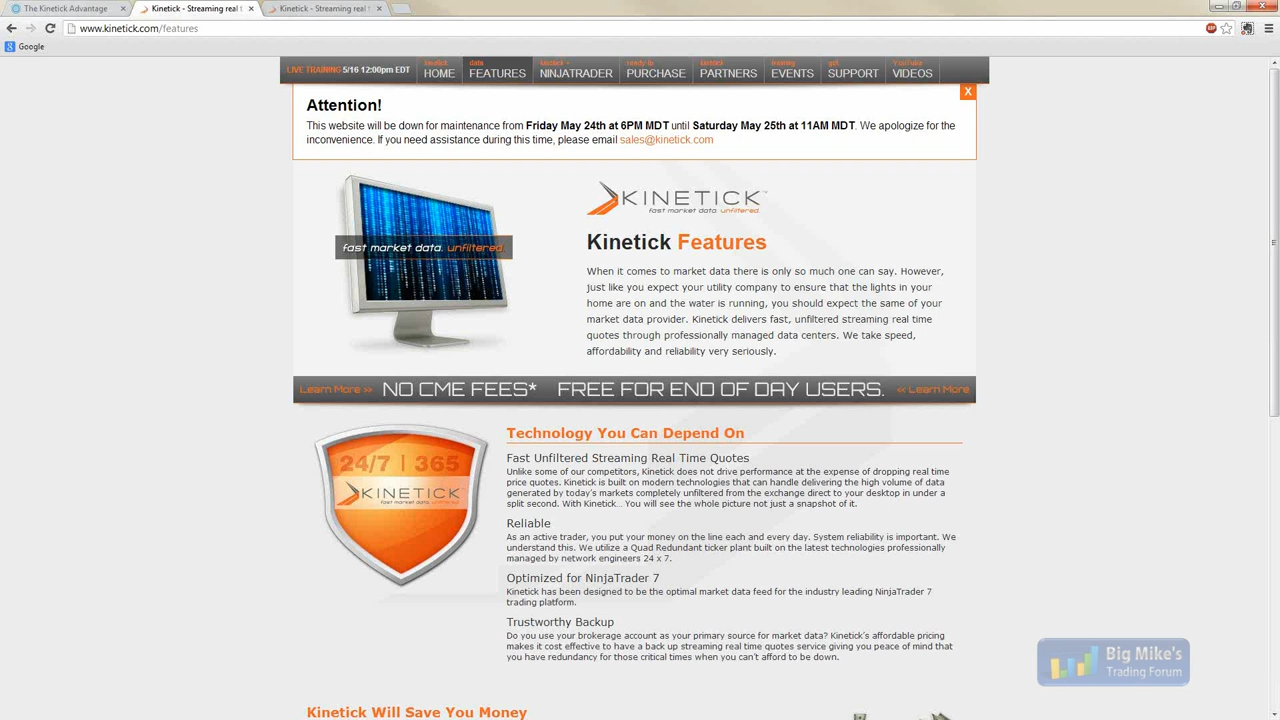 The Kinetick Advantage
Kinetick - Streaming real t
Kinetick - Streaming real t
www.kinetick.com/features
Google
LIVE TRAINING 5/16 12:00pm EDT
kinetick HOME
data FEATURES
kinetick + NINJATRADER
ready to PURCHASE
kinetick PARTNERS
training EVENTS
get SUPPORT
YouTube VIDEOS
X
Attention!
This website will be down for maintenance from Friday May 24th at 6PM MDT until Saturday May 25th at 11AM MDT. We apologize for the
inconvenience. If you need assistance during this time, please email sales@kinetick.com
fast market data. unfiltered.
KINETICK™
fast market data. unfiltered.
Kinetick Features
When it comes to market data there is only so much one can say. However,
just like you expect your utility company to ensure that the lights in your
home are on and the water is running, you should expect the same of your
market data provider. Kinetick delivers fast, unfiltered streaming real time
quotes through professionally managed data centers. We take speed,
affordability and reliability very seriously.
Learn More >> NO CME FEES* FREE FOR END OF DAY USERS. << Learn More
24/7 | 365
KINETICK
fast market data. unfiltered.
Technology You Can Depend On
Fast Unfiltered Streaming Real Time Quotes
Unlike some of our competitors, Kinetick does not drive performance at the expense of dropping real time
price quotes. Kinetick is built on modern technologies that can handle delivering the high volume of data
generated by today's markets completely unfiltered from the exchange direct to your desktop in under a
split second. With Kinetick... You will see the whole picture not just a snapshot of it.
Reliable
As an active trader, you put your money on the line each and every day. System reliability is important. We
understand this. We utilize a Quad Redundant ticker plant built on the latest technologies professionally
managed by network engineers 24 x 7.
Optimized for NinjaTrader 7
Kinetick has been designed to be the optimal market data feed for the industry leading NinjaTrader 7
trading platform.
Trustworthy Backup
Do you use your brokerage account as your primary source for market data? Kinetick's affordable pricing
makes it cost effective to have a back up streaming real time quotes service giving you peace of mind that
you have redundancy for those critical times when you can't afford to be down.
Big Mike's
Trading Forum
Kinetick Will Save You Money